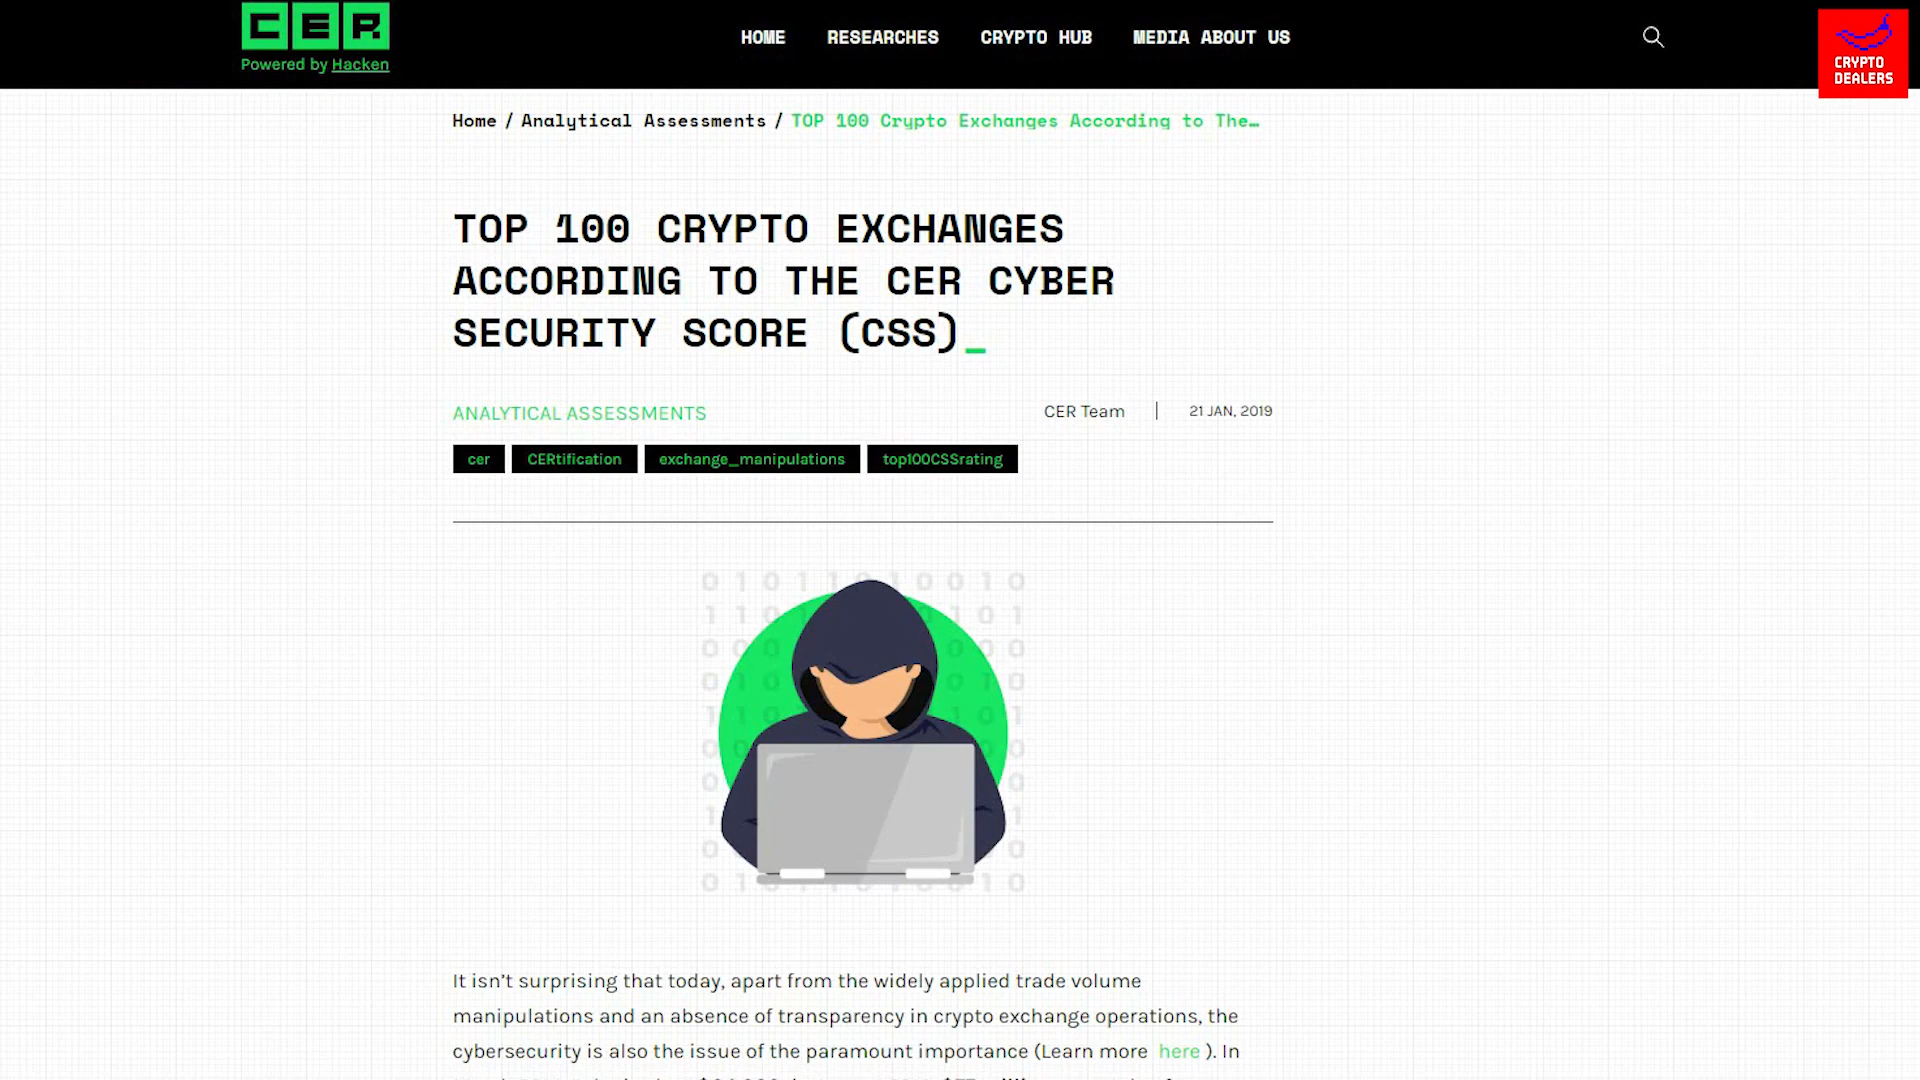 CER
Powered by Hacken
HOME RESEARCHES CRYPTO HUB MEDIA ABOUT US
CRYPTO
DEALERS
Home / Analytical Assessments / TOP 100 Crypto Exchanges According to The…
TOP 100 CRYPTO EXCHANGES
ACCORDING TO THE CER CYBER
SECURITY SCORE (CSS)_
ANALYTICAL ASSESSMENTS
CER Team | 21 JAN, 2019
cer CERtification exchange_manipulations top100CSSrating
It isn’t surprising that today, apart from the widely applied trade volume
manipulations and an absence of transparency in crypto exchange operations, the
cybersecurity is also the issue of the paramount importance (Learn more here ). In